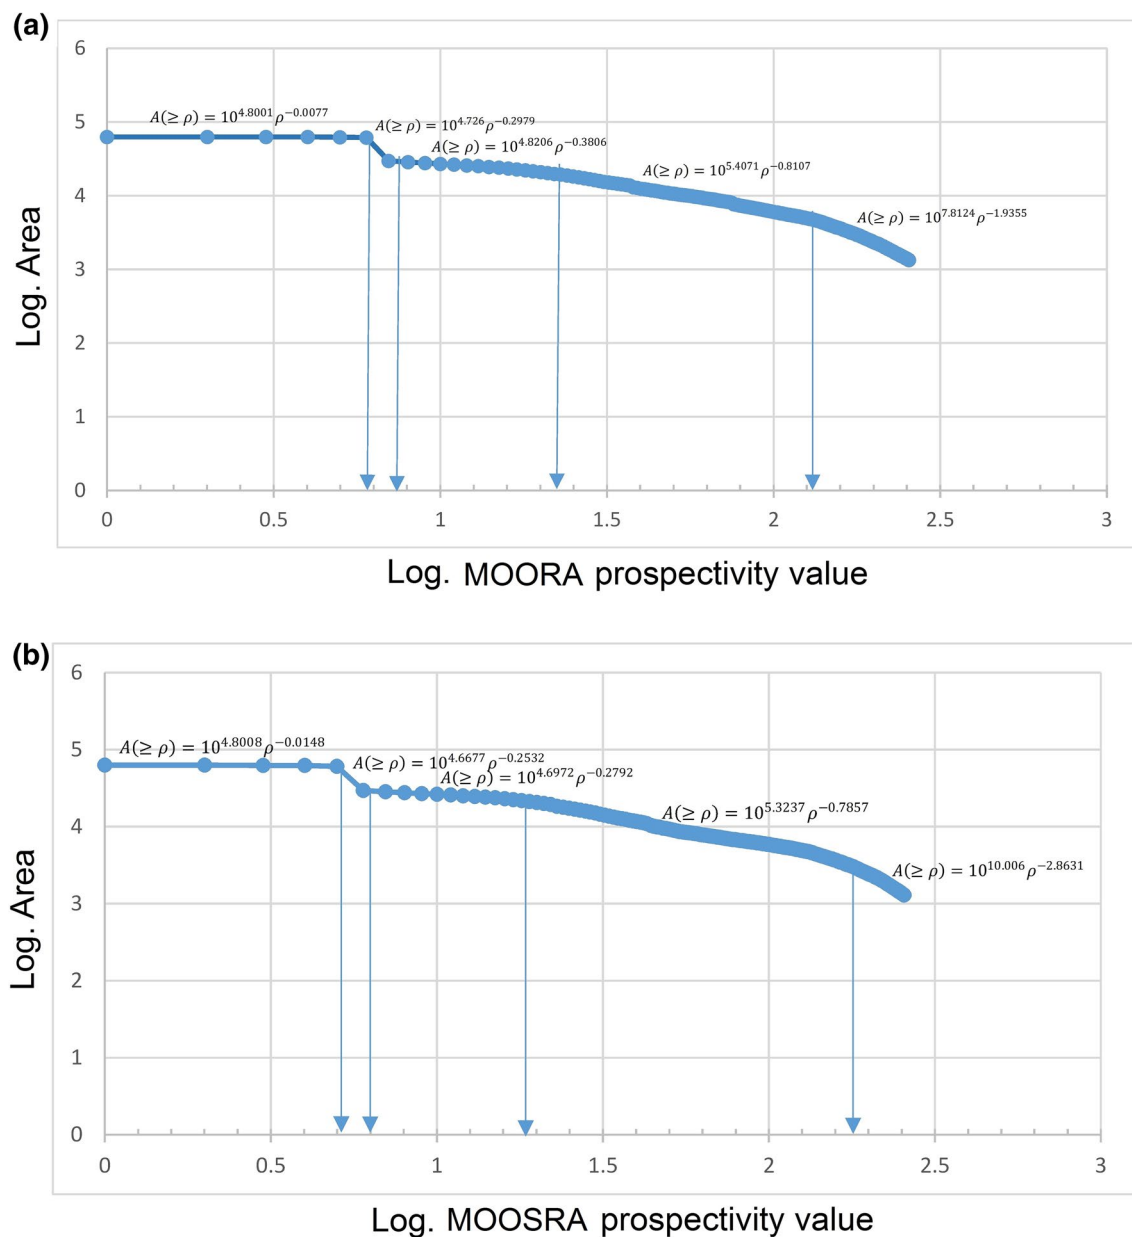 (a)
6
A(≥ ρ) = 10^4.8001 ρ^−0.0077
A(≥ ρ) = 10^4.726 ρ^−0.2979
5
A(≥ ρ) = 10^4.8206 ρ^−0.3806
A(≥ ρ) = 10^5.4071 ρ^−0.8107
4
A(≥ ρ) = 10^7.8124 ρ^−1.9355
3
2
1
0
Log. Area
0 0.5 1 1.5 2 2.5 3
Log. MOORA prospectivity value
(b)
6
5
A(≥ ρ) = 10^4.8008 ρ^−0.0148
A(≥ ρ) = 10^4.6677 ρ^−0.2532
A(≥ ρ) = 10^4.6972 ρ^−0.2792
4
A(≥ ρ) = 10^5.3237 ρ^−0.7857
A(≥ ρ) = 10^10.006 ρ^−2.8631
3
2
1
0
Log. Area
0 0.5 1 1.5 2 2.5 3
Log. MOOSRA prospectivity value